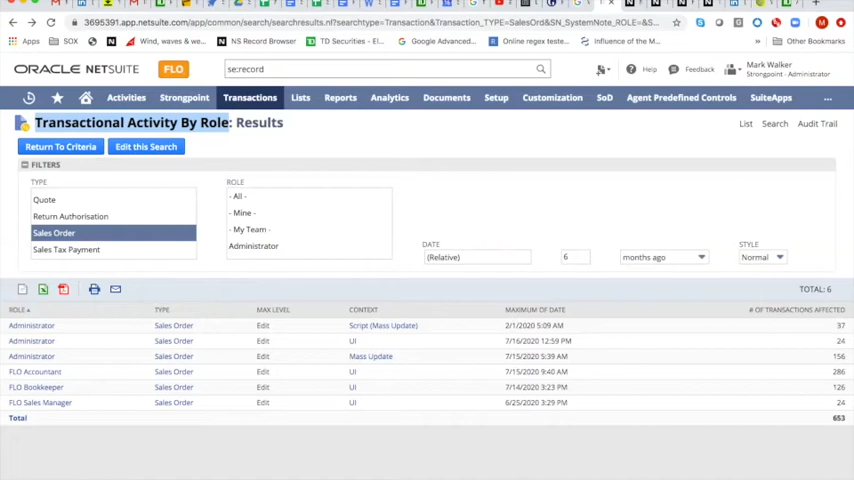 3695391.app.netsuite.com/app/common/search/searchresults.nl?searchtype=Transaction&Transaction_TYPE=SalesOrd&SN_SystemNote_ROLE=&S...
Apps SOX Wind, waves & we... NS Record Browser TD Securities - El... Google Advanced... Online regex teste... Influence of the Mo... » Other Bookmarks
ORACLE NETSUITE FLO se:record Help Feedback Mark Walker
Strongpoint - Administrator
Activities Strongpoint Transactions Lists Reports Analytics Documents Setup Customization SoD Agent Predefined Controls SuiteApps ...
Transactional Activity By Role: Results List Search Audit Trail
Return To Criteria Edit this Search
FILTERS
TYPE ROLE
Quote - All -
Return Authorisation - Mine -
Sales Order - My Team -
Sales Tax Payment Administrator
DATE STYLE
(Relative) 6 months ago Normal
TOTAL: 6
ROLE TYPE MAX LEVEL CONTEXT MAXIMUM OF DATE # OF TRANSACTIONS AFFECTED
Administrator Sales Order Edit Script (Mass Update) 2/1/2020 5:09 AM 37
Administrator Sales Order Edit UI 7/16/2020 12:59 PM 24
Administrator Sales Order Edit Mass Update 7/15/2020 5:39 AM 156
FLO Accountant Sales Order Edit UI 7/15/2020 9:40 AM 286
FLO Bookkeeper Sales Order Edit UI 7/14/2020 3:23 PM 126
FLO Sales Manager Sales Order Edit UI 6/25/2020 3:29 PM 24
Total 653